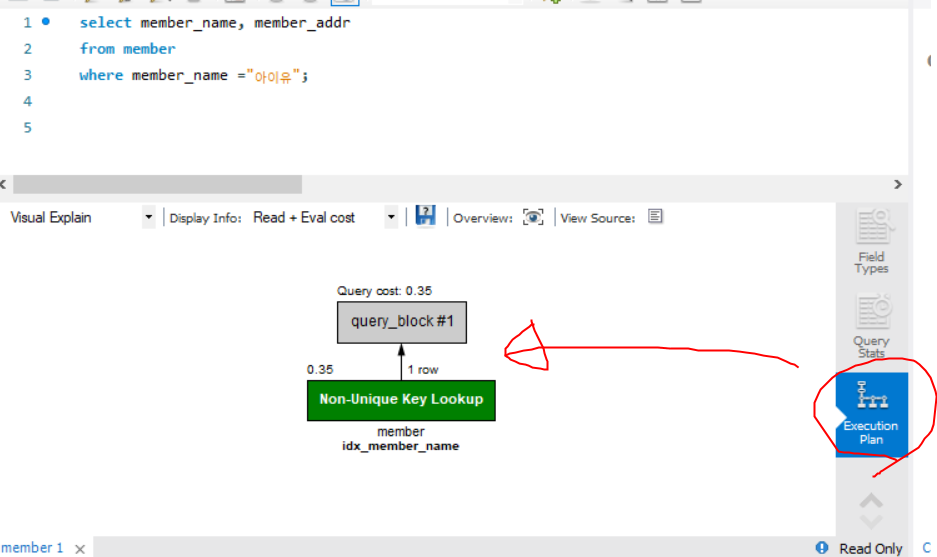 1 select member_name, member_addr
2 from member
3 where member_name ="아이유";
4
5
Visual Explain Display Info: Read + Eval cost Overview: View Source:
Field
Types
Query
Stats
Execution
Plan
Query cost: 0.35
query_block #1
0.35 1 row
Non-Unique Key Lookup
member
idx_member_name
member 1 Read Only C